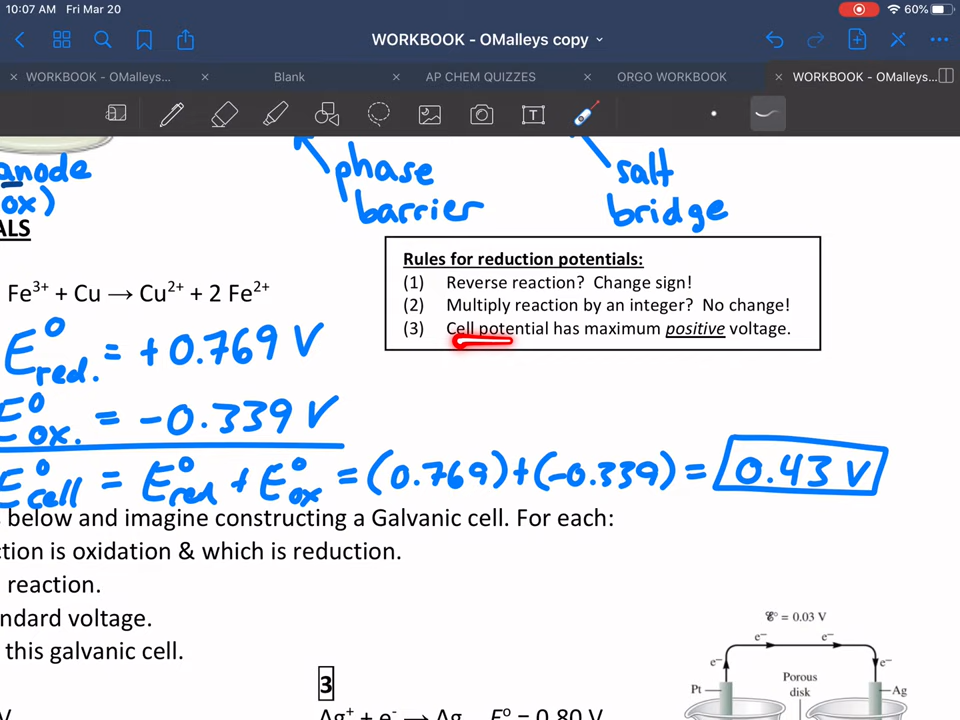 10:07 AM Fri Mar 20
60%
WORKBOOK - OMalleys copy
WORKBOOK - OMalleys...
Blank
AP CHEM QUIZZES
ORGO WORKBOOK
WORKBOOK - OMalleys...
T
anode
ox)
phase
barrier
salt
bridge
ALS
Fe³⁺ + Cu → Cu²⁺ + 2 Fe²⁺
Rules for reduction potentials:
(1) Reverse reaction? Change sign!
(2) Multiply reaction by an integer? No change!
(3) Cell potential has maximum positive voltage.
E⁰red. = +0.769 V
E⁰ox. = -0.339 V
E⁰cell = E⁰red + E⁰ox = (0.769)+(-0.339) = 0.43 V
below and imagine constructing a Galvanic cell. For each:
ction is oxidation & which is reduction.
reaction.
ndard voltage.
this galvanic cell.
3
Ag⁺ + e⁻ → Ag E° = 0.80 V
ℰ° = 0.03 V
e⁻ e⁻
e⁻ e⁻
Pt Porous disk Ag